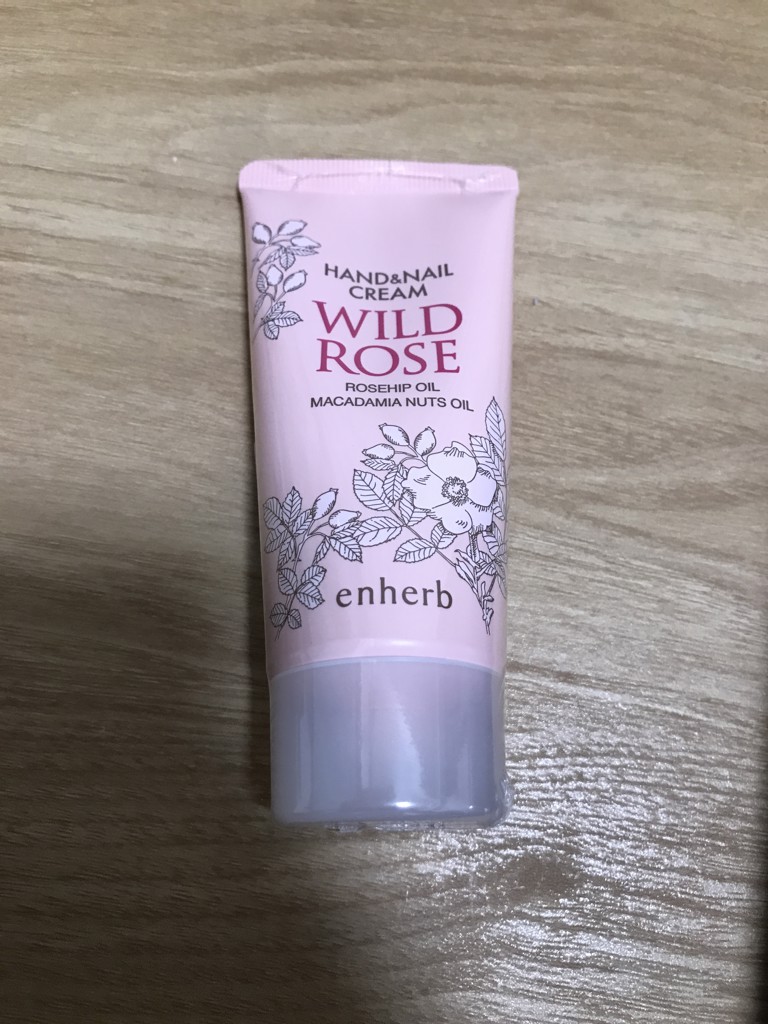 HAND&NAIL
CREAM
WILD
ROSE
ROSEHIP OIL
MACADAMIA NUTS OIL
enherb